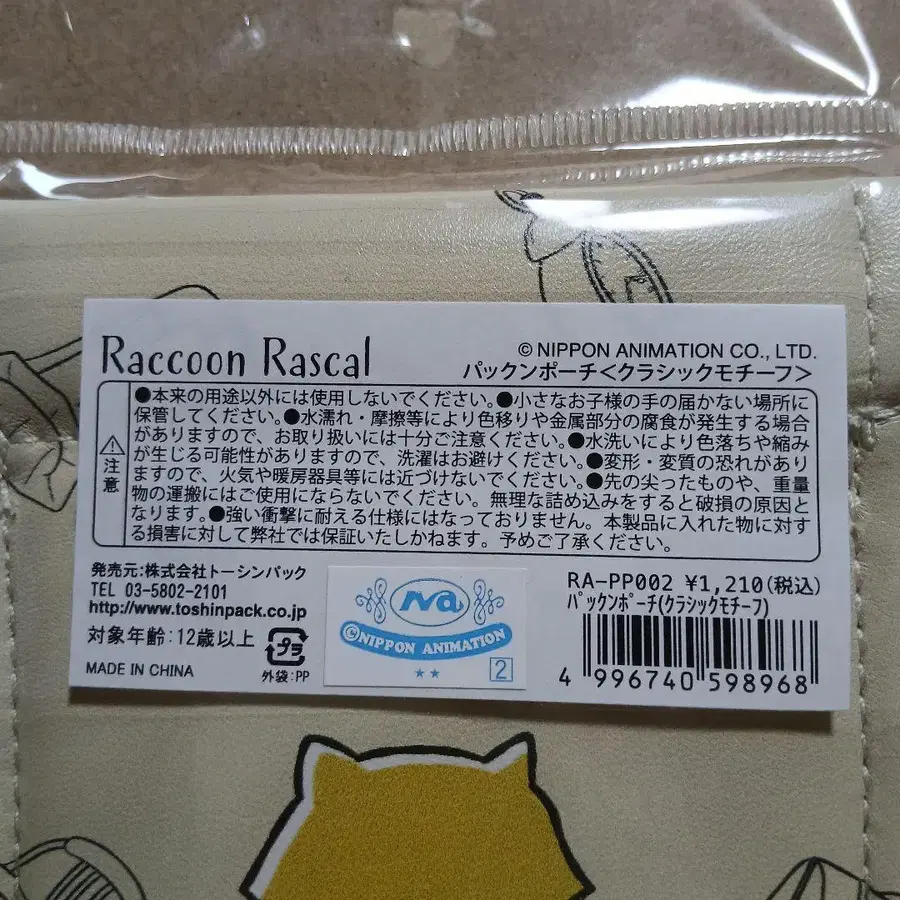 Raccoon Rascal
© NIPPON ANIMATION CO., LTD.
パックンポーチ<クラシックモチーフ>
注意
●本来の用途以外には使用しないでください。●小さなお子様の手の届かない場所に
保管してください。●水濡れ・摩擦等により色移りや金属部分の腐食が発生する場合
がありますので、お取り扱いには十分ご注意ください。●水洗いにより色落ちや縮み
が生じる可能性がありますので、洗濯はお避けください。●変形・変質の恐れがあり
ますので、火気や暖房器具等には近づけないでください。●先の尖ったものや、重量
物の運搬にはご使用にならないでください。無理な詰め込みをすると破損の原因と
なります。●強い衝撃に耐える仕様にはなっておりません。本製品に入れた物に対す
る損害に対して弊社では保証いたしかねます。予めご了承ください。
発売元:株式会社トーシンパック
TEL 03-5802-2101
http://www.toshinpack.co.jp
対象年齢:12歳以上
プラ
外袋:PP
MADE IN CHINA
Na
©NIPPON ANIMATION
★★
2
RA-PP002 ¥1,210(税込)
パックンポーチ(クラシックモチーフ)
4 996740 598968